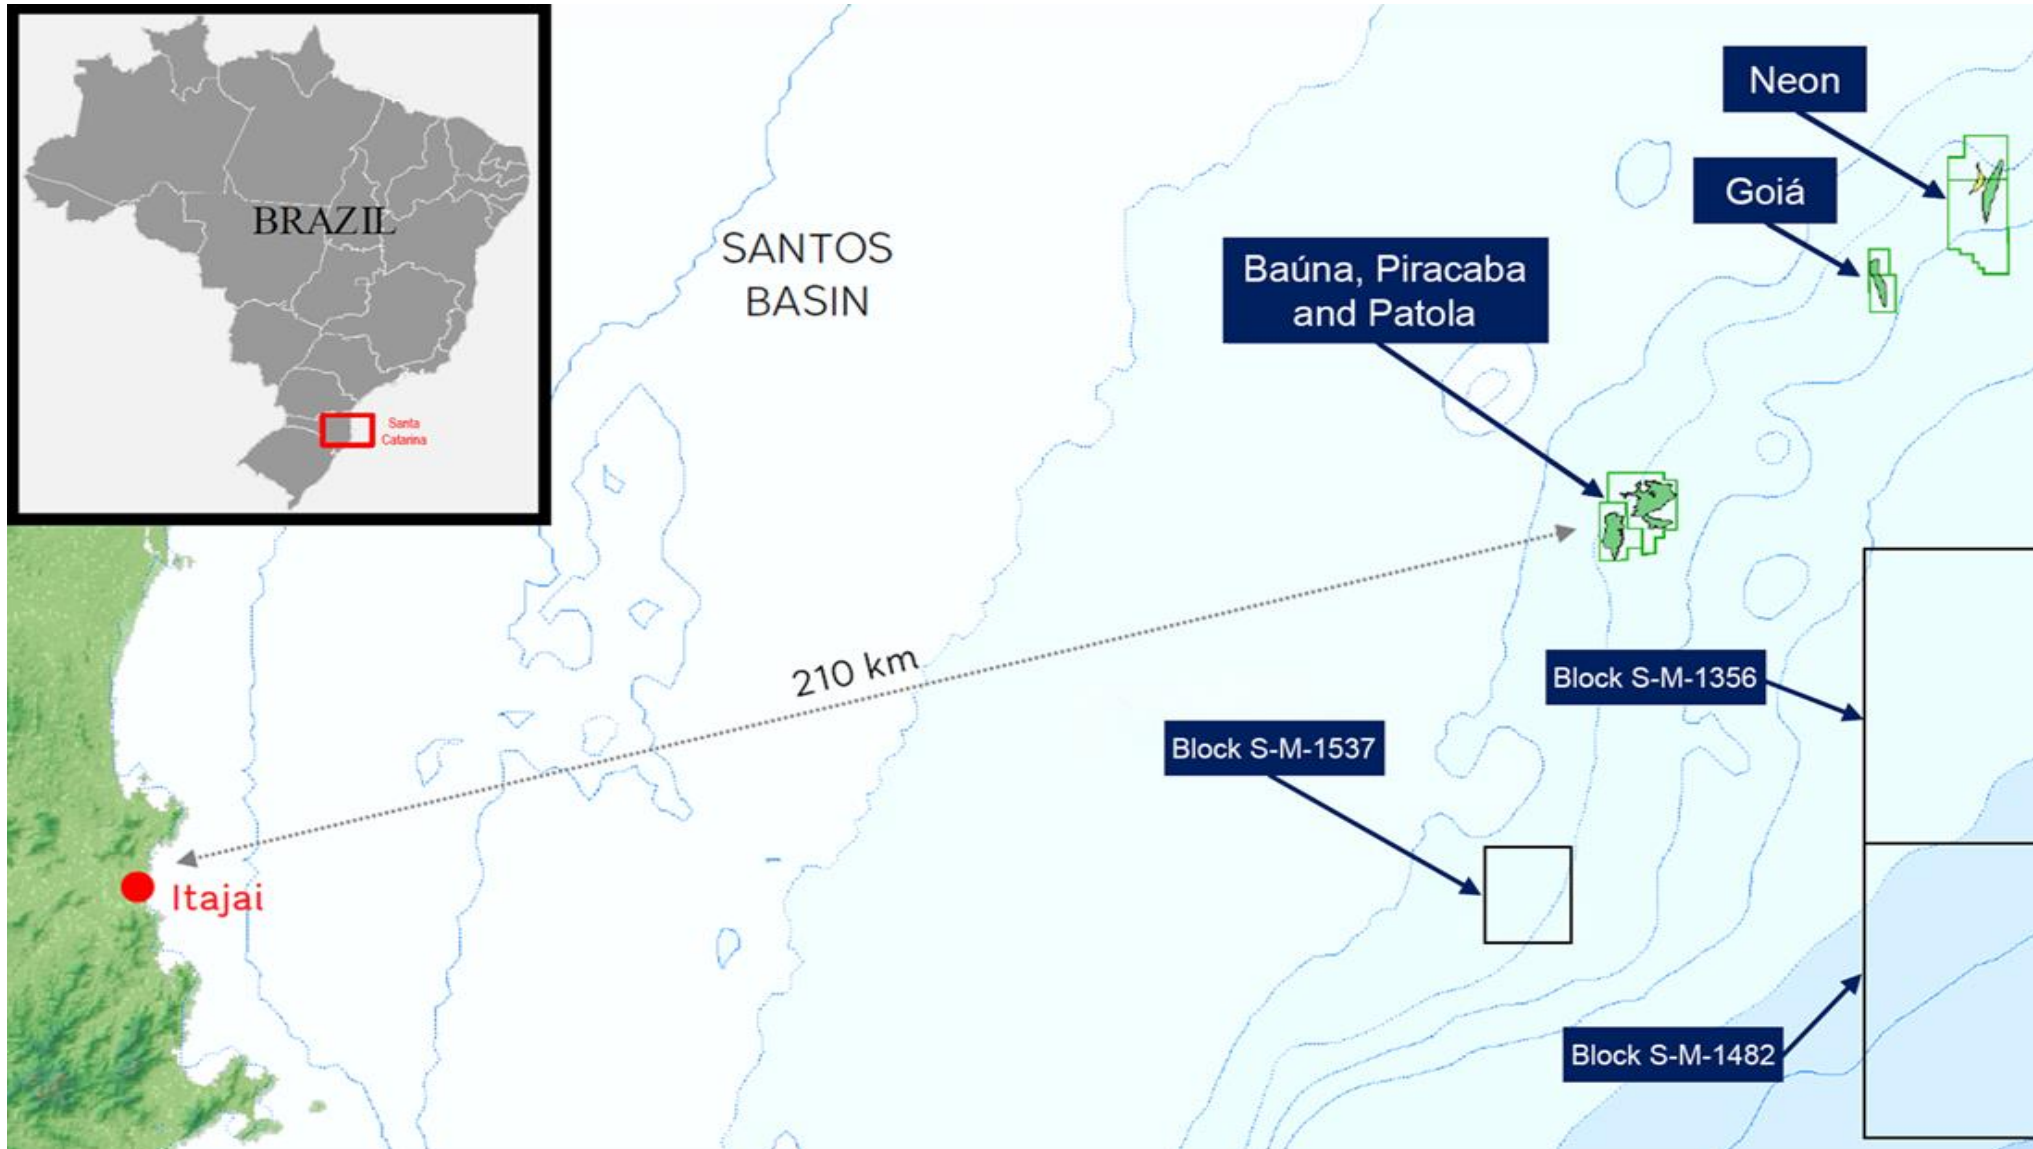 BRAZIL
Santa
Catarina
SANTOS
BASIN
Neon
Goiá
Baúna, Piracaba
and Patola
210 km
Block S-M-1356
Block S-M-1537
Itajai
Block S-M-1482